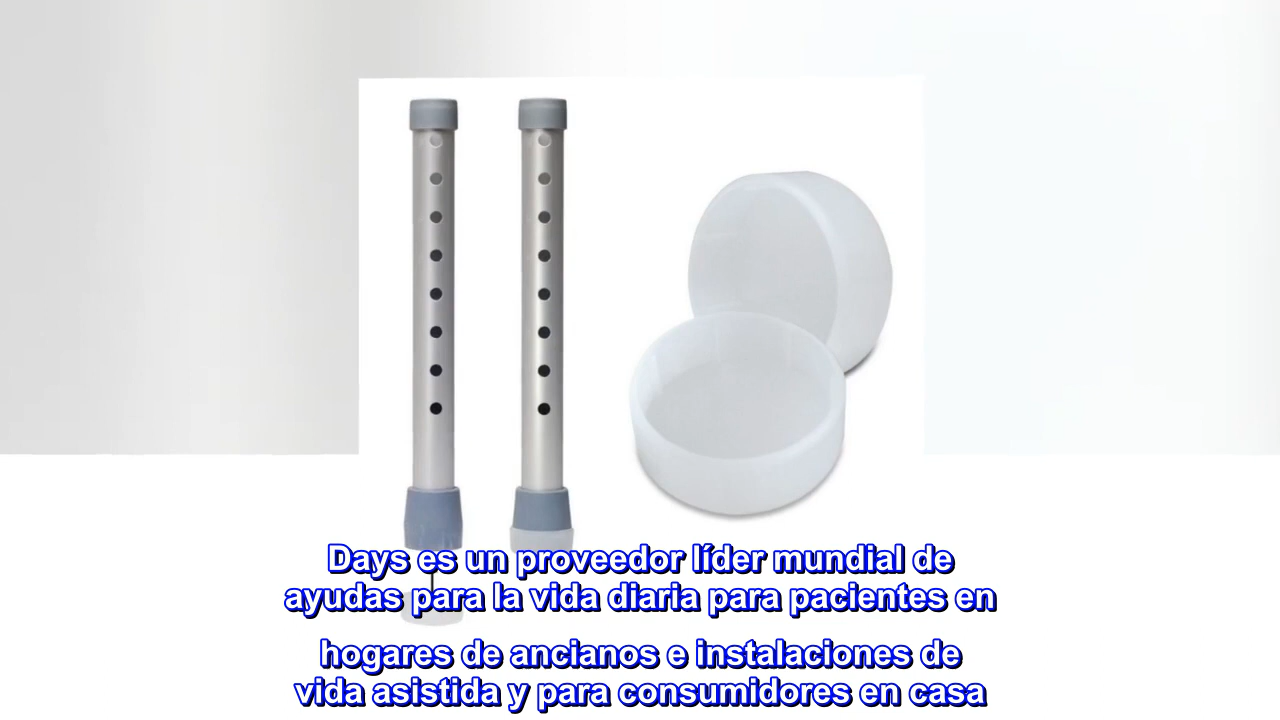 Days es un proveedor líder mundial de
ayudas para la vida diaria para pacientes en
hogares de ancianos e instalaciones de
vida asistida y para consumidores en casa